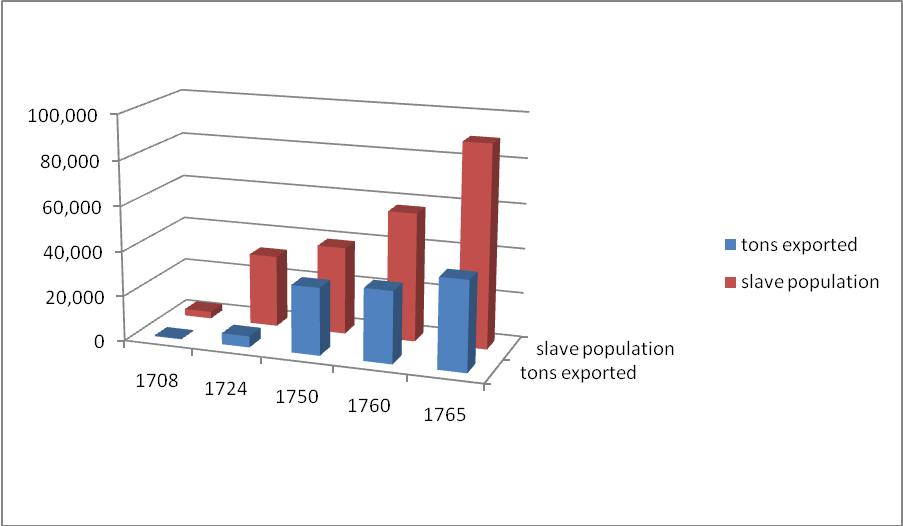 100,000
80,000
60,000
40,000
20,000
0
1708
1724
1750
1760
1765
slave population
tons exported
tons exported
slave population